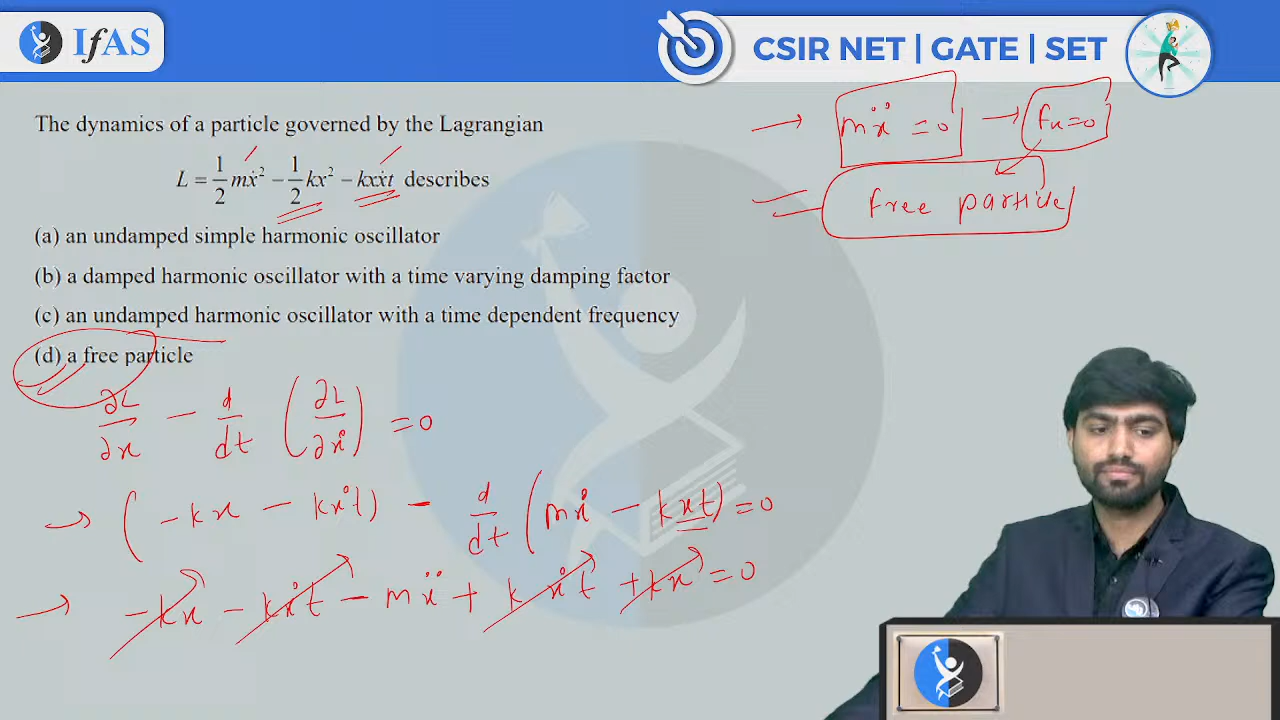 IfAS
CSIR NET | GATE | SET
The dynamics of a particle governed by the Lagrangian
L = 1/2 mẋ² − 1/2 kx² − kxẋt describes
(a) an undamped simple harmonic oscillator
(b) a damped harmonic oscillator with a time varying damping factor
(c) an undamped harmonic oscillator with a time dependent frequency
(d) a free particle
∂L/∂x − d/dt (∂L/∂ẋ) = 0
→ (−kx − kẋt) − d/dt (mẋ − kxt) = 0
→ −kx − kẋt − mẍ + kẋt + kx = 0
→ mẍ = 0 → Fx = 0
free particle